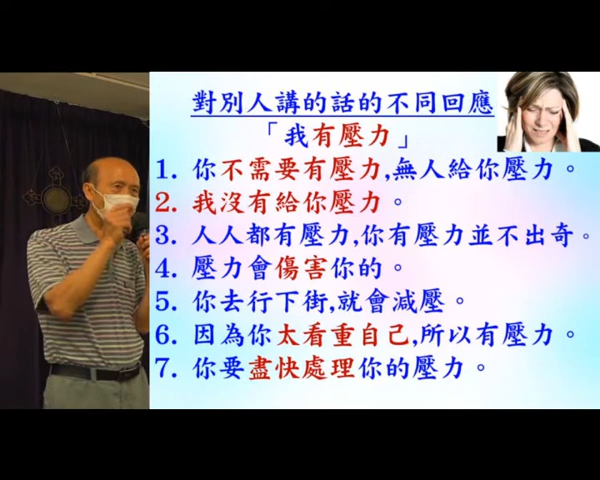 對別人講的話的不同回應
「我有壓力」
1. 你不需要有壓力,無人給你壓力。
2. 我沒有給你壓力。
3. 人人都有壓力,你有壓力並不出奇。
4. 壓力會傷害你的。
5. 你去行下街,就會減壓。
6. 因為你太看重自己,所以有壓力。
7. 你要盡快處理你的壓力。